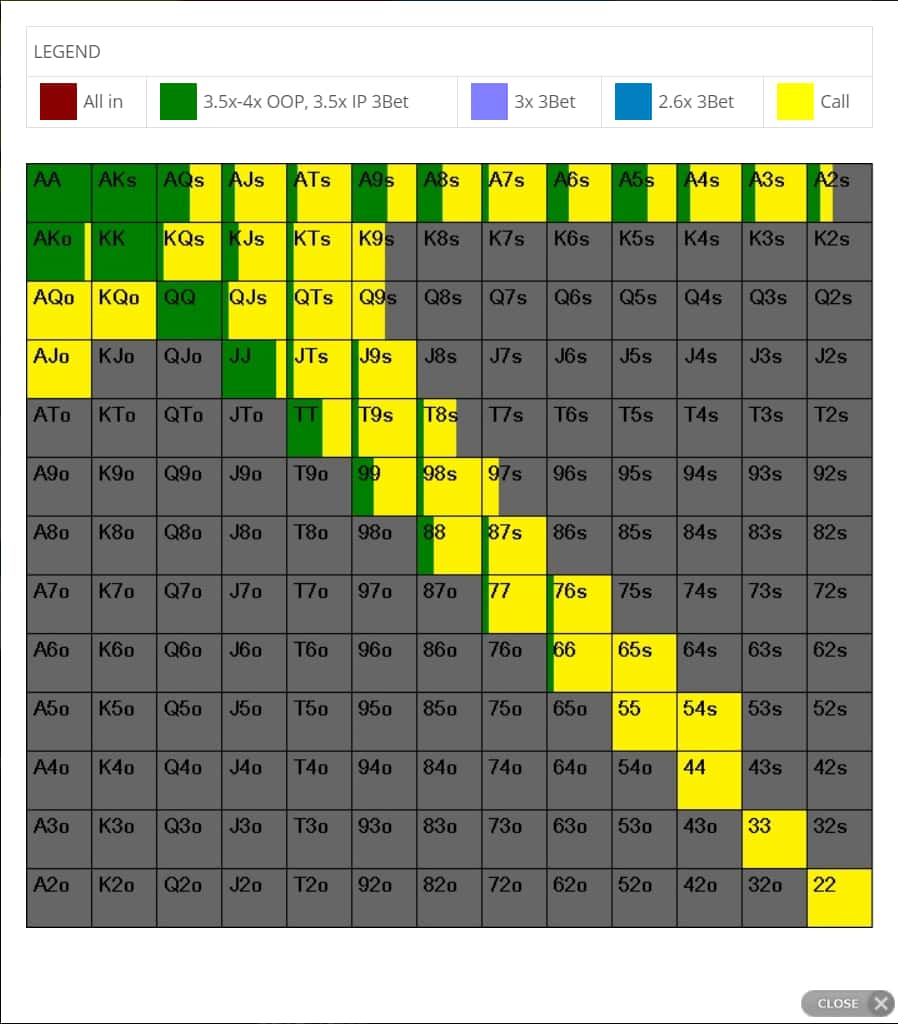 LEGEND
All in 3.5x-4x OOP, 3.5x IP 3Bet 3x 3Bet 2.6x 3Bet Call
AA AKs AQs AJs ATs A9s A8s A7s A6s A5s A4s A3s A2s
AKo KK KQs KJs KTs K9s K8s K7s K6s K5s K4s K3s K2s
AQo KQo QQ QJs QTs Q9s Q8s Q7s Q6s Q5s Q4s Q3s Q2s
AJo KJo QJo JJ JTs J9s J8s J7s J6s J5s J4s J3s J2s
ATo KTo QTo JTo TT T9s T8s T7s T6s T5s T4s T3s T2s
A9o K9o Q9o J9o T9o 99 98s 97s 96s 95s 94s 93s 92s
A8o K8o Q8o J8o T8o 98o 88 87s 86s 85s 84s 83s 82s
A7o K7o Q7o J7o T7o 97o 87o 77 76s 75s 74s 73s 72s
A6o K6o Q6o J6o T6o 96o 86o 76o 66 65s 64s 63s 62s
A5o K5o Q5o J5o T5o 95o 85o 75o 65o 55 54s 53s 52s
A4o K4o Q4o J4o T4o 94o 84o 74o 64o 54o 44 43s 42s
A3o K3o Q3o J3o T3o 93o 83o 73o 63o 53o 43o 33 32s
A2o K2o Q2o J2o T2o 92o 82o 72o 62o 52o 42o 32o 22
CLOSE